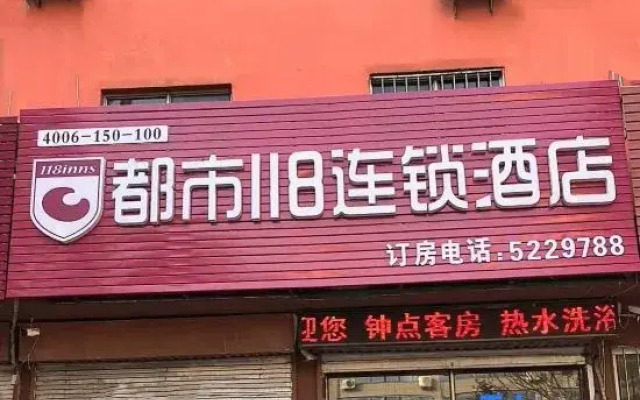 4006-150-100
118inns
都市118连锁酒店
订房电话:5229788
迎您 钟点客房 热水洗浴